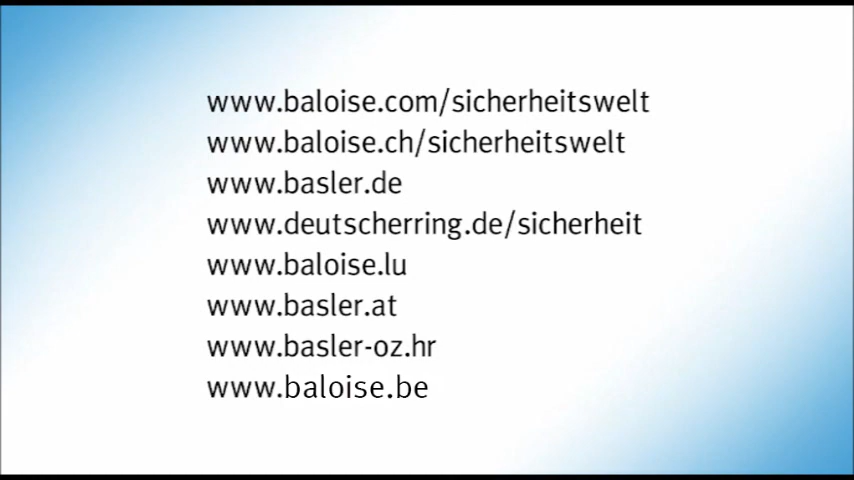 www.baloise.com/sicherheitswelt
www.baloise.ch/sicherheitswelt
www.basler.de
www.deutscherring.de/sicherheit
www.baloise.lu
www.basler.at
www.basler-oz.hr
www.baloise.be